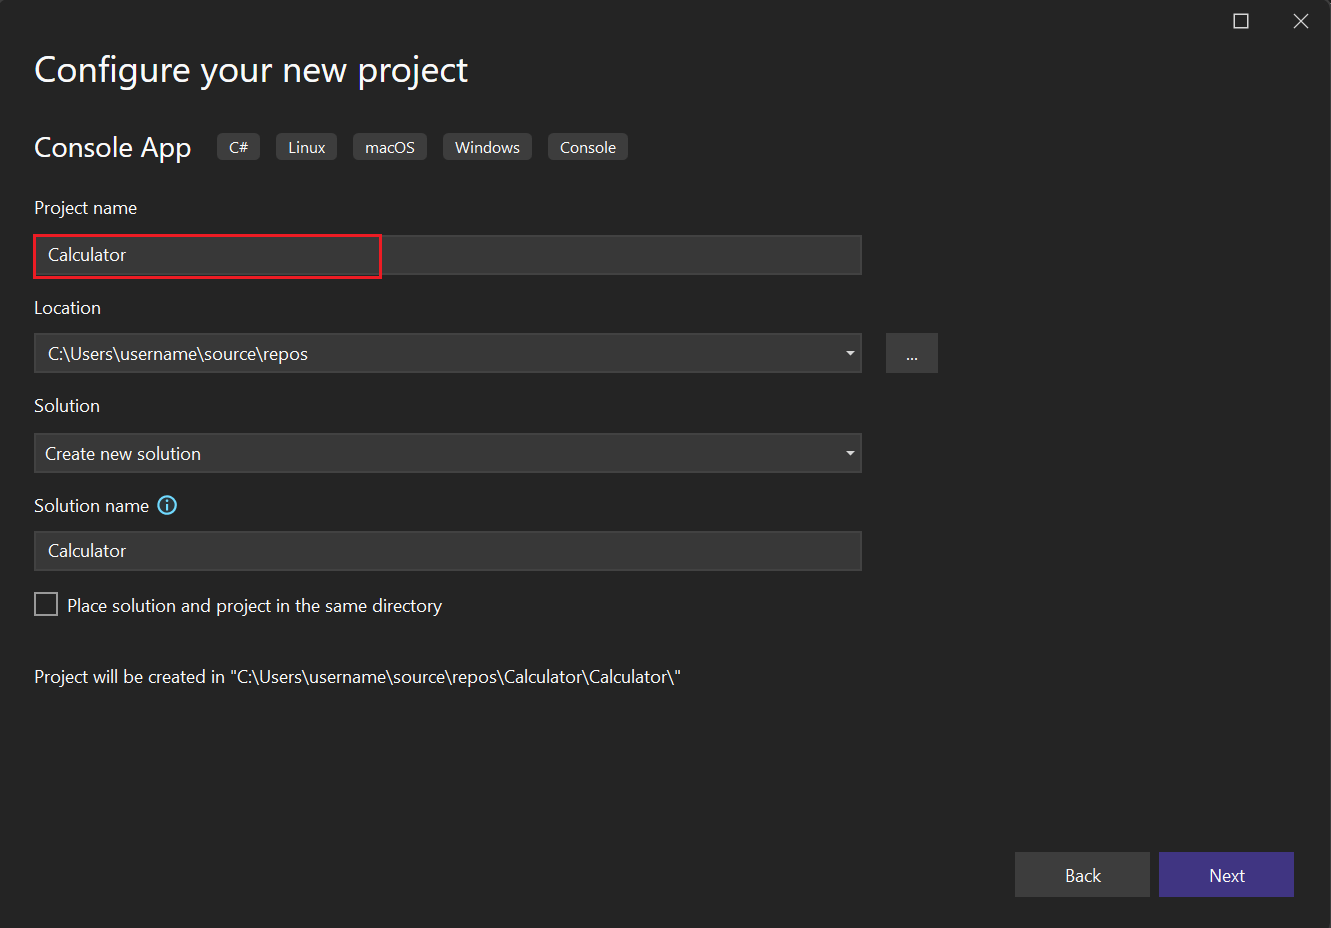 Configure your new project
Console App C# Linux macOS Windows Console
Project name
Calculator
Location
C:\Users\username\source\repos
...
Solution
Create new solution
Solution name
Calculator
Place solution and project in the same directory
Project will be created in "C:\Users\username\source\repos\Calculator\Calculator\"
Back Next